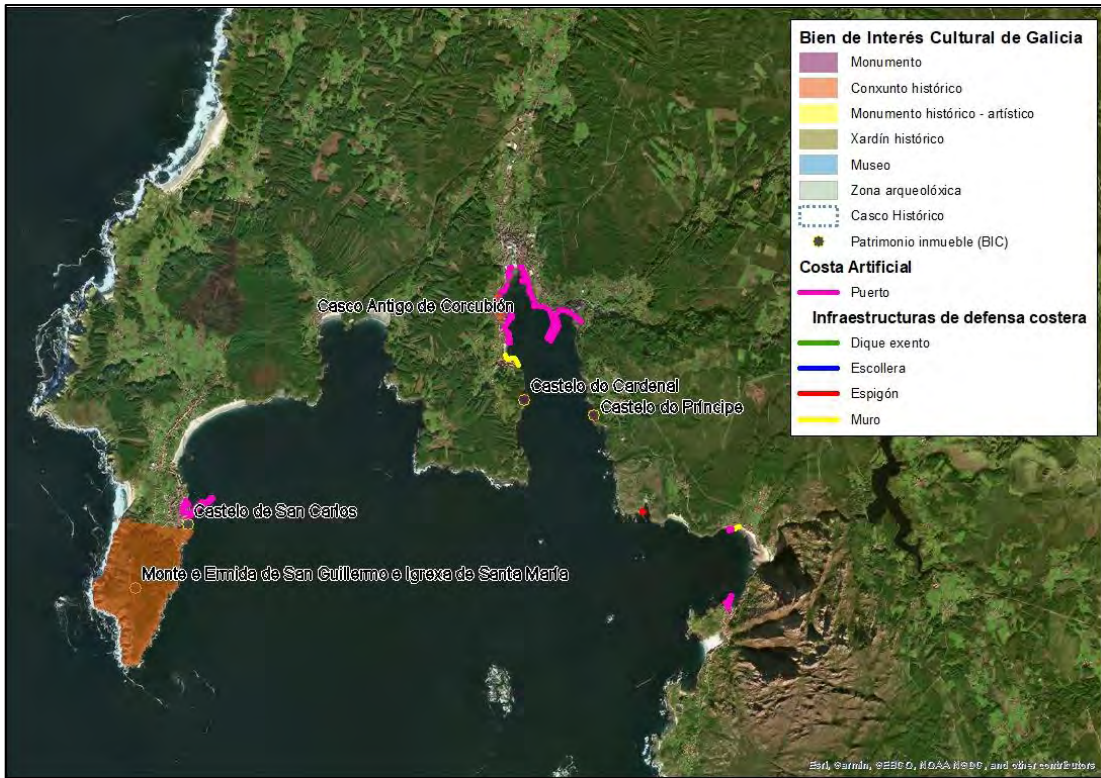 Bien de Interés Cultural de Galicia
Monumento
Conxunto histórico
Monumento histórico - artístico
Xardín histórico
Museo
Zona arqueolóxica
Casco Histórico
Patrimonio inmueble (BIC)
Costa Artificial
Puerto
Infraestructuras de defensa costera
Dique exento
Escollera
Espigón
Muro
Casco Antigo de Corcubión
Castelo do Cardenal
Castelo do Príncipe
Castelo de San Carlos
Monte e Ermida de San Guillermo e Igrexa de Santa María
Esri, Garmin, GEBCO, NOAA NGDC, and other contributors